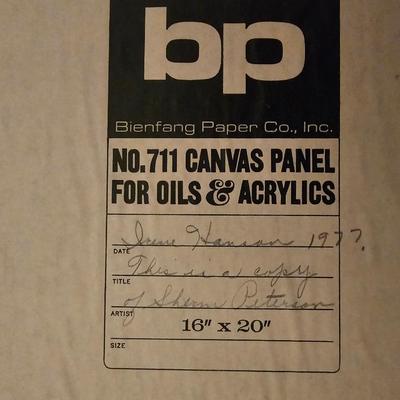 bp
Bienfang Paper Co., Inc.
NO.711 CANVAS PANEL
FOR OILS & ACRYLICS
Irene Hanson 1977.
DATE
This is a copy
TITLE
of Sherm Peterson
ARTIST
16" x 20"
SIZE